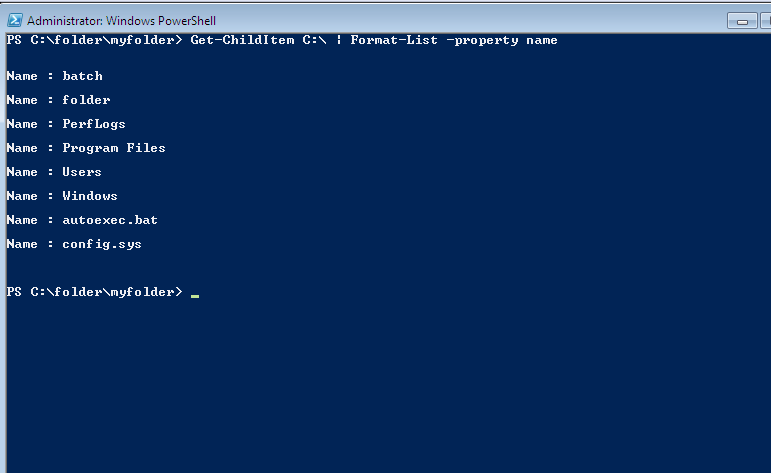 Administrator: Windows PowerShell
PS C:\folder\myfolder> Get-ChildItem C:\ | Format-List -property name
Name : batch
Name : folder
Name : PerfLogs
Name : Program Files
Name : Users
Name : Windows
Name : autoexec.bat
Name : config.sys
PS C:\folder\myfolder> _